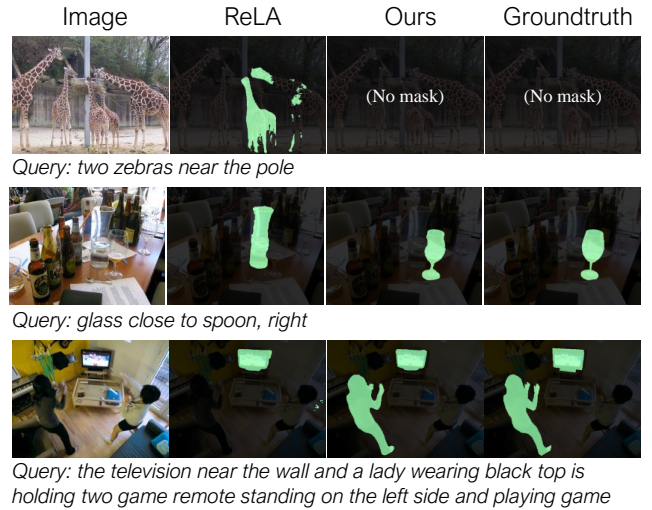 Image ReLA Ours Groundtruth
(No mask) (No mask)
Query: two zebras near the pole
Query: glass close to spoon, right
Query: the television near the wall and a lady wearing black top is
holding two game remote standing on the left side and playing game